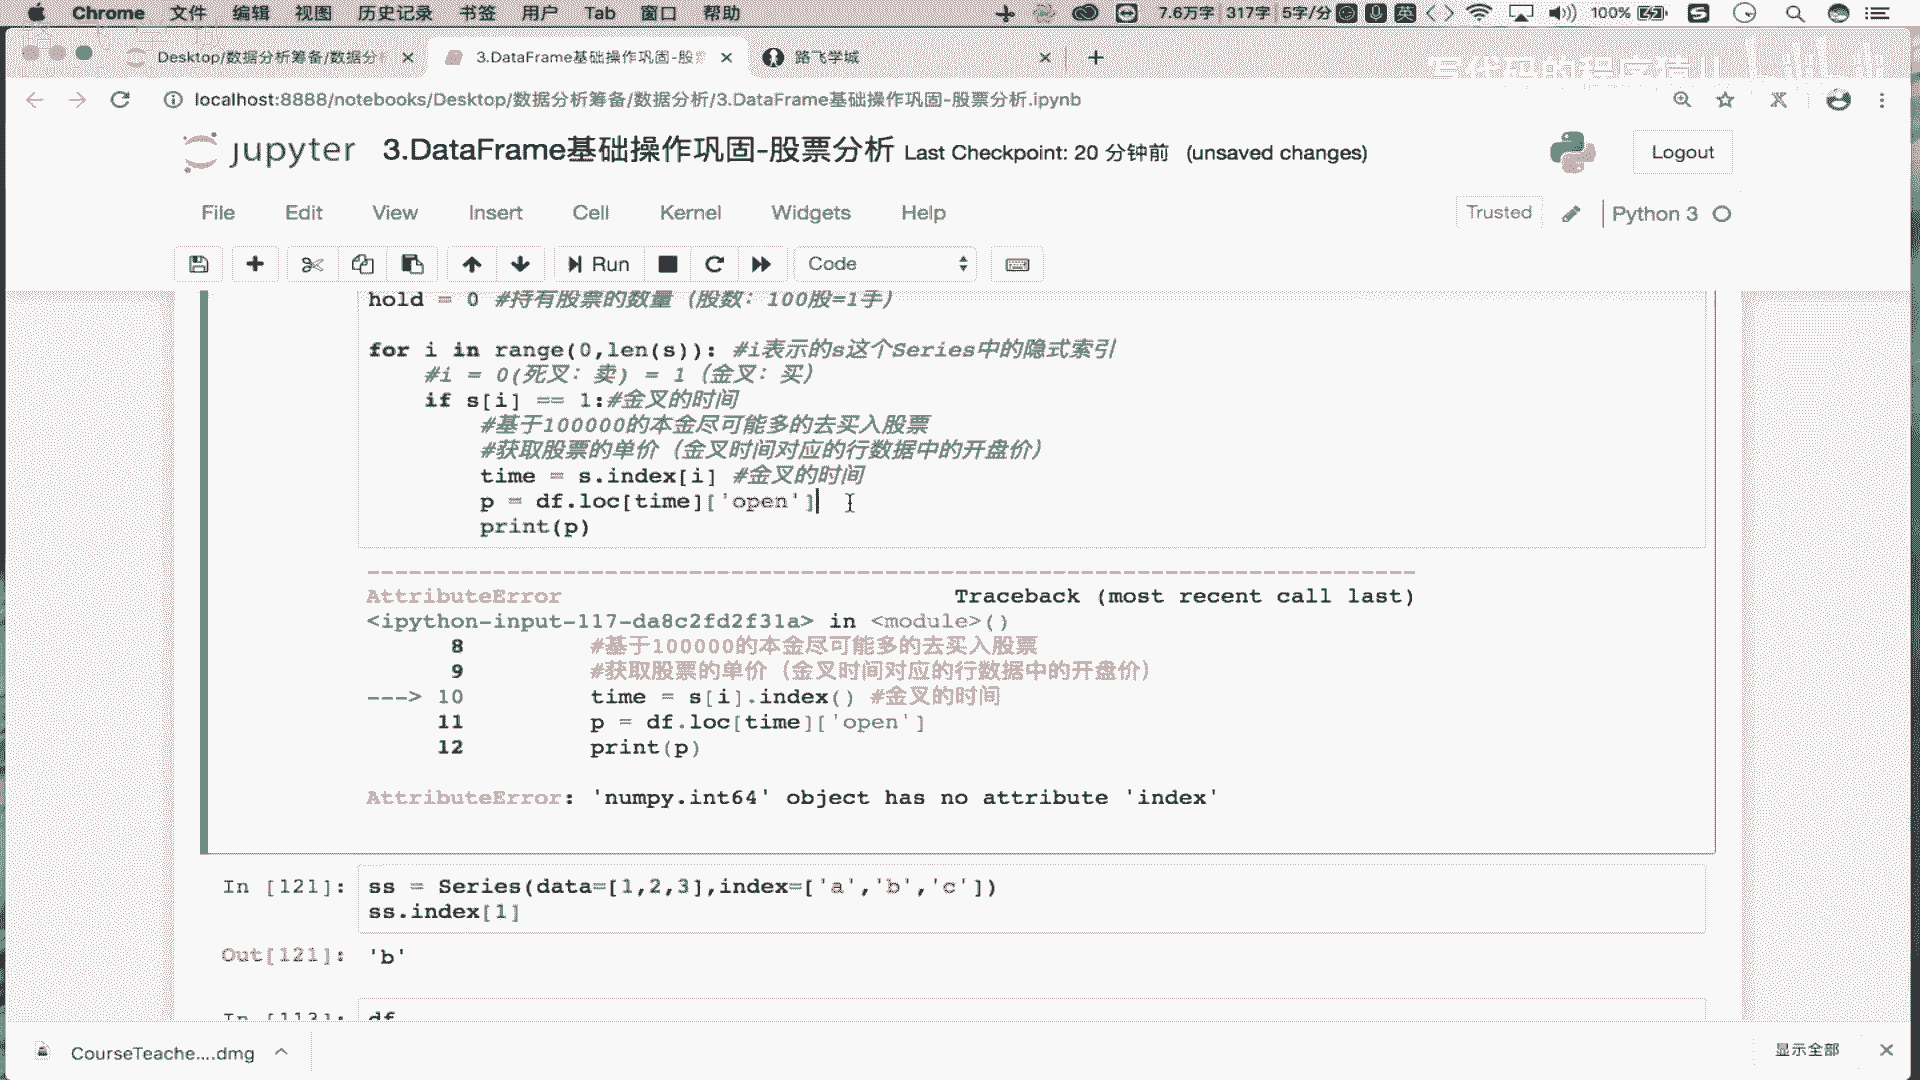 Chrome 文件 编辑 视图 历史记录 书签 用户 Tab 窗口 帮助 7.6万字 317字 5字/分 英 100%
Desktop/数据分析筹备/数据分 3.DataFrame基础操作巩固-股票 路飞学城
写代码的程序猿儿
localhost:8888/notebooks/Desktop/数据分析筹备/数据分析/3.DataFrame基础操作巩固-股票分析.ipynb
jupyter 3.DataFrame基础操作巩固-股票分析 Last Checkpoint: 20 分钟前 (unsaved changes) Logout
File Edit View Insert Cell Kernel Widgets Help Trusted Python 3
Run Code
hold = 0 #持有股票的数量（股数：100股=1手）
for i in range(0,len(s)): #i表示的s这个Series中的隐式索引
#i = 0(死叉：卖) = 1（金叉：买）
if s[i] == 1:#金叉的时间
#基于100000的本金尽可能多的去买入股票
#获取股票的单价（金叉时间对应的行数据中的开盘价）
time = s.index[i] #金叉的时间
p = df.loc[time]['open']
print(p)
---------------------------------------------------------------------------
AttributeError Traceback (most recent call last)
<ipython-input-117-da8c2fd2f31a> in <module>()
8 #基于100000的本金尽可能多的去买入股票
9 #获取股票的单价（金叉时间对应的行数据中的开盘价）
---> 10 time = s[i].index() #金叉的时间
11 p = df.loc[time]['open']
12 print(p)
AttributeError: 'numpy.int64' object has no attribute 'index'
In [121]: ss = Series(data=[1,2,3],index=['a','b','c'])
ss.index[1]
Out[121]: 'b'
In [113]: df
CourseTeache....dmg 显示全部